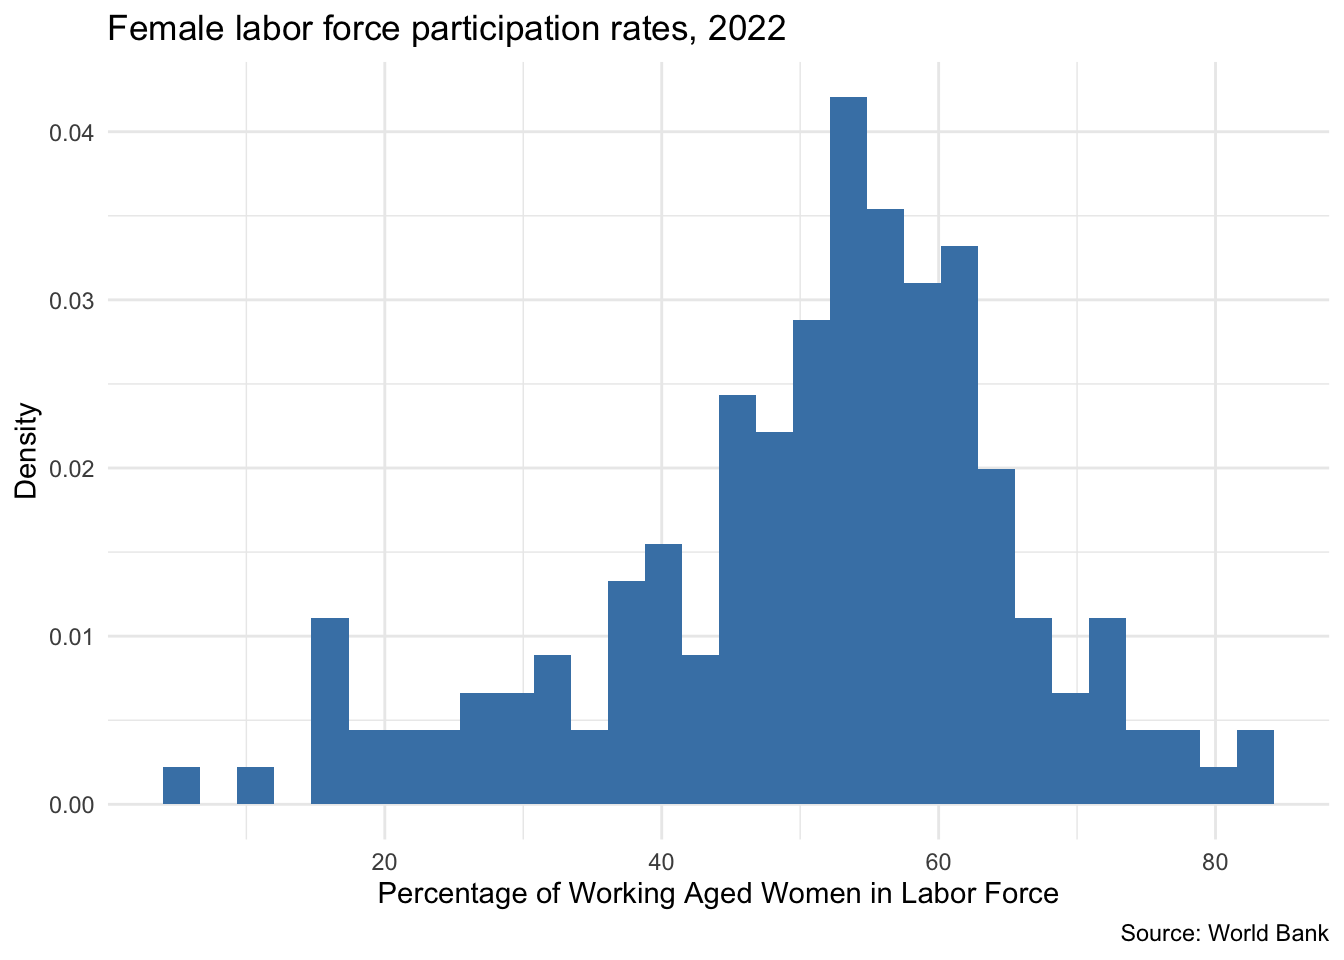 Female labor force participation rates, 2022
0.04
0.03
0.02
0.01
0.00
Density
20 40 60 80
Percentage of Working Aged Women in Labor Force
Source: World Bank